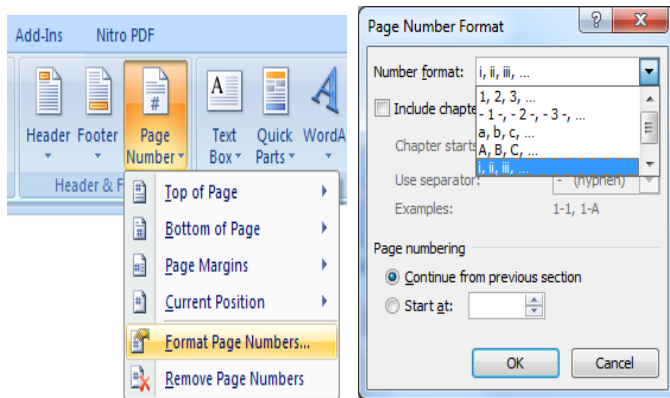 Add-Ins Nitro PDF
Header Footer Page Number Text Box Quick Parts WordA
Header & F
Top of Page
Bottom of Page
Page Margins
Current Position
Format Page Numbers...
Remove Page Numbers
Page Number Format
Number format: i, ii, iii, ...
1, 2, 3, ...
- 1 -, - 2 -, - 3 -, ...
a, b, c, ...
A, B, C, ...
i, ii, iii, ...
Include chapte
Chapter starts
Use separator: - (hyphen)
Examples: 1-1, 1-A
Page numbering
Continue from previous section
Start at:
OK Cancel